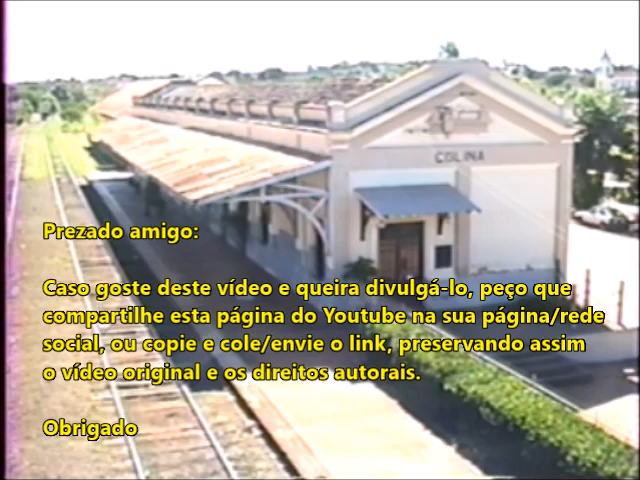 COLINA
Prezado amigo:
Caso goste deste vídeo e queira divulgá-lo, peço que
compartilhe esta página do Youtube na sua página/rede
social, ou copie e cole/envie o link, preservando assim
o vídeo original e os direitos autorais.
Obrigado